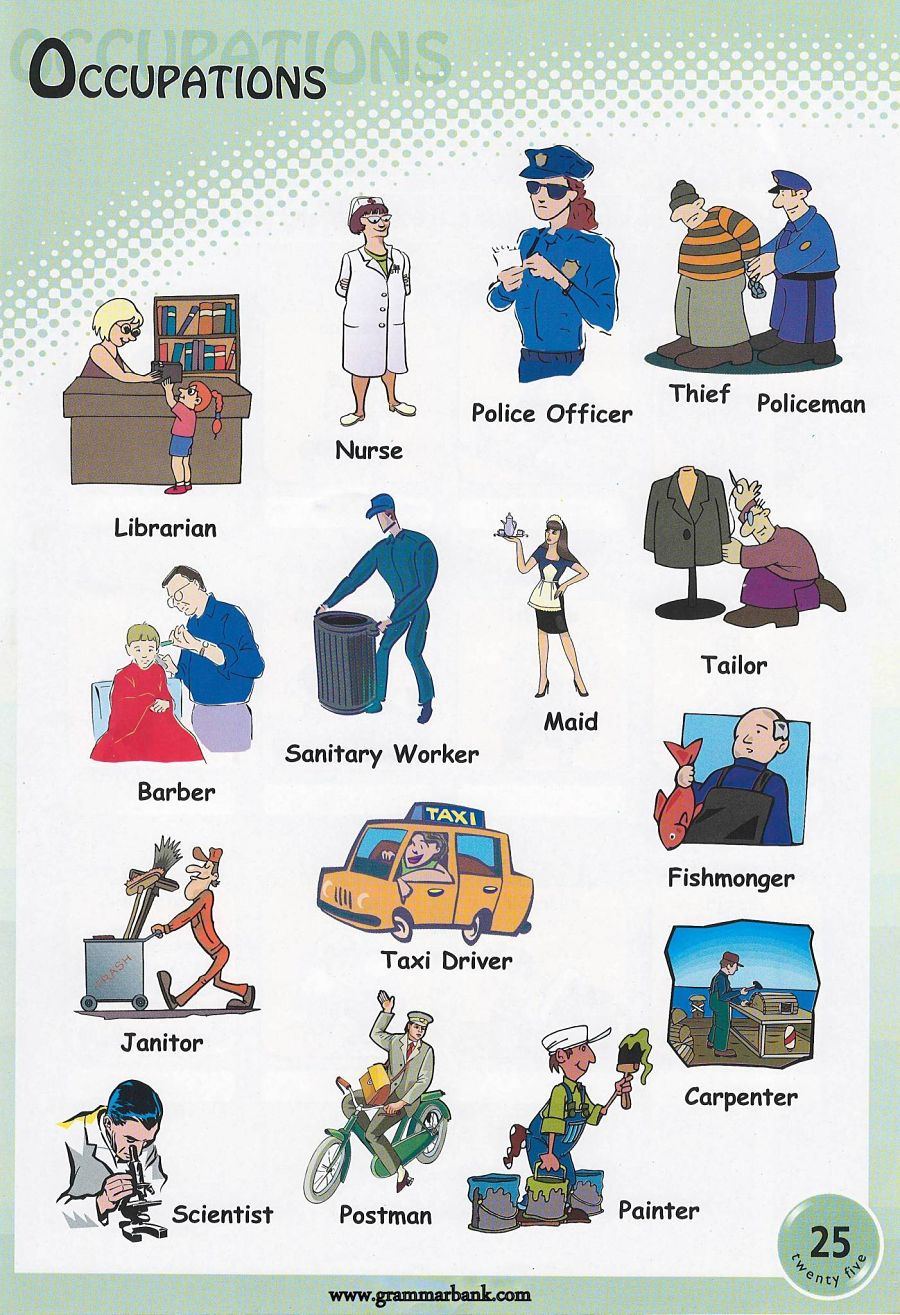 OCCUPATIONS
OCCUPATIONS
Nurse
Police Officer
Thief
Policeman
Librarian
Sanitary Worker
Maid
Tailor
Barber
Fishmonger
TAXI
Taxi Driver
TRASH
Janitor
Carpenter
Scientist
Postman
Painter
25
twenty five
www.grammarbank.com